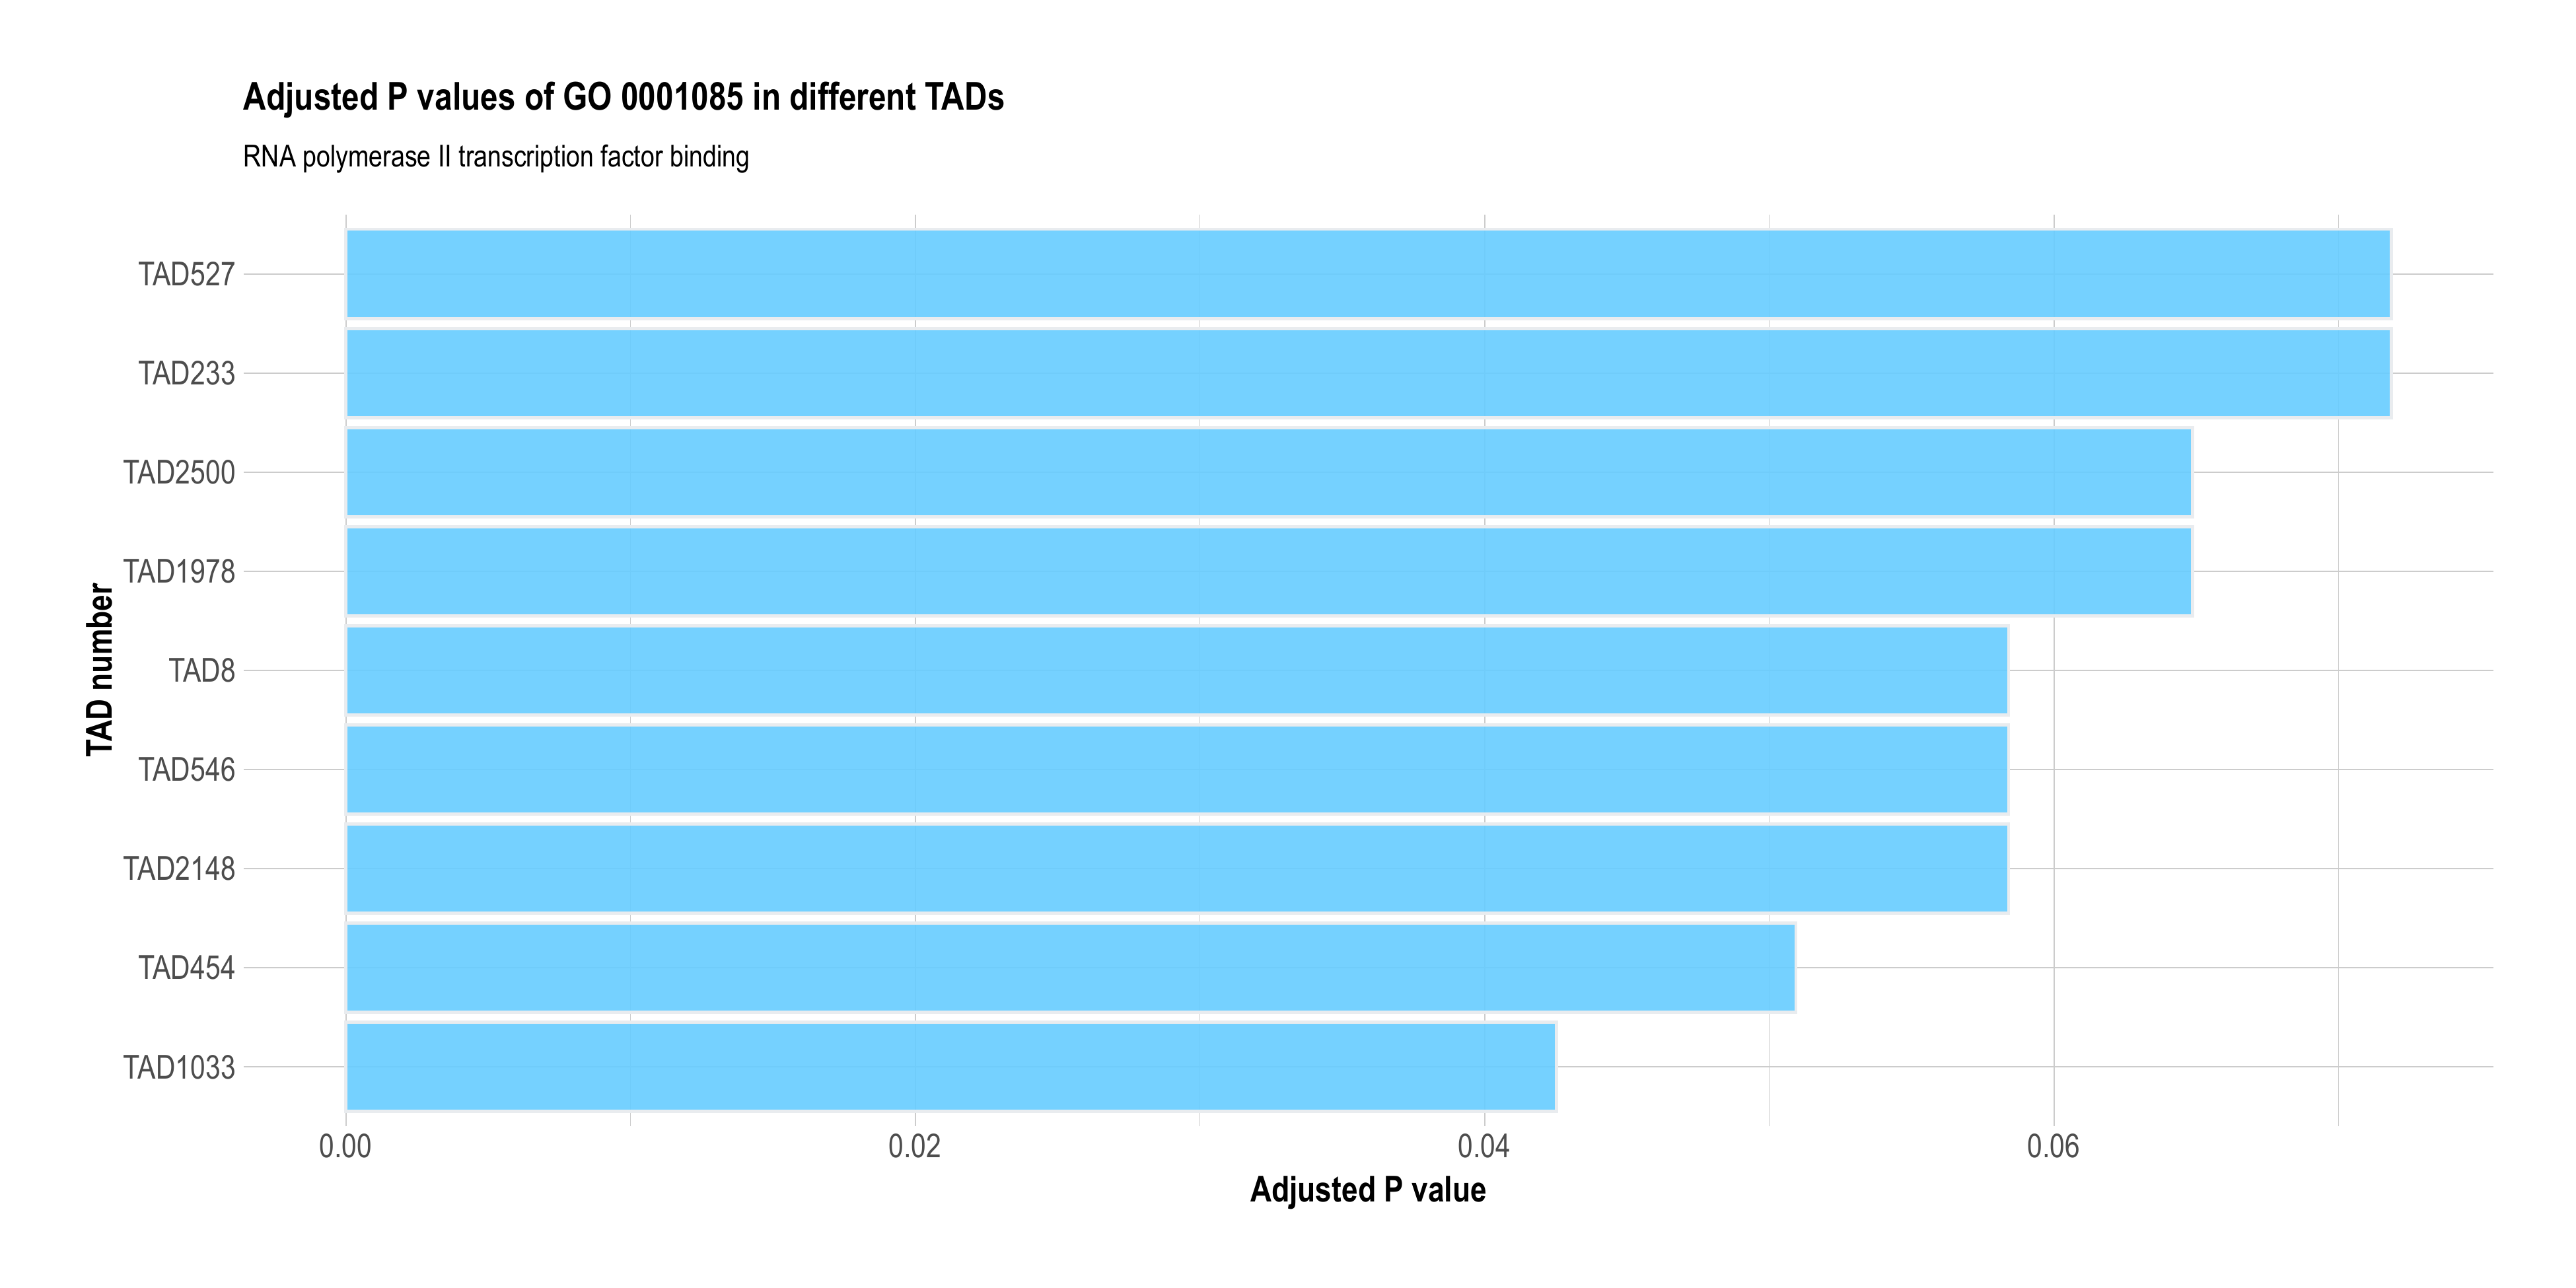 Adjusted P values of GO 0001085 in different TADs
RNA polymerase II transcription factor binding
TAD number
TAD527
TAD233
TAD2500
TAD1978
TAD8
TAD546
TAD2148
TAD454
TAD1033
0.00 0.02 0.04 0.06
Adjusted P value